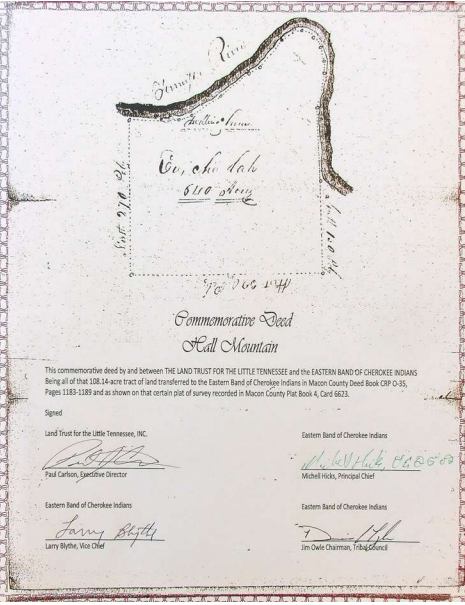 River
640 Acres
Commemorative Deed
Hall Mountain
This commemorative deed by and between THE LAND TRUST FOR THE LITTLE TENNESSEE and the EASTERN BAND OF CHEROKEE INDIANS
Being all of that 108.14-acre tract of land transferred to the Eastern Band of Cherokee Indians in Macon County Deed Book CRP O-35,
Pages 1183-1189 and as shown on that certain plat of survey recorded in Macon County Plat Book 4, Card 6623.
Signed
Land Trust for the Little Tennessee, INC.
Paul Carlson, Executive Director
Eastern Band of Cherokee Indians
Michell Hicks, Principal Chief
Eastern Band of Cherokee Indians
Larry Blythe
Larry Blythe, Vice Chief
Eastern Band of Cherokee Indians
Jim Owle Chairman, Tribal Council